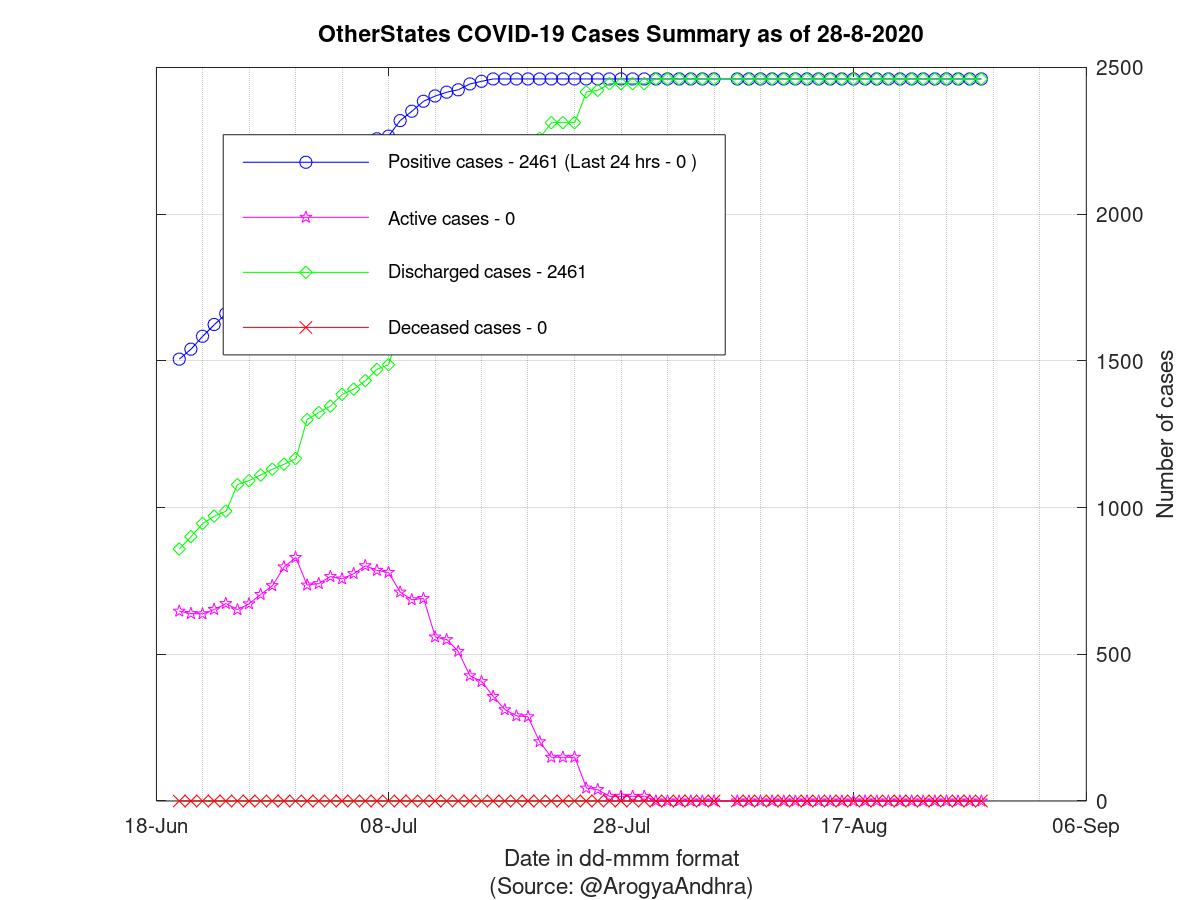 OtherStates COVID-19 Cases Summary as of 28-8-2020
2500
Positive cases - 2461 (Last 24 hrs - 0 )
2000
Active cases - 0
Discharged cases - 2461
Deceased cases - 0
1500
Number of cases
1000
500
0
18-Jun 08-Jul 28-Jul 17-Aug 06-Sep
Date in dd-mmm format
(Source: @ArogyaAndhra)